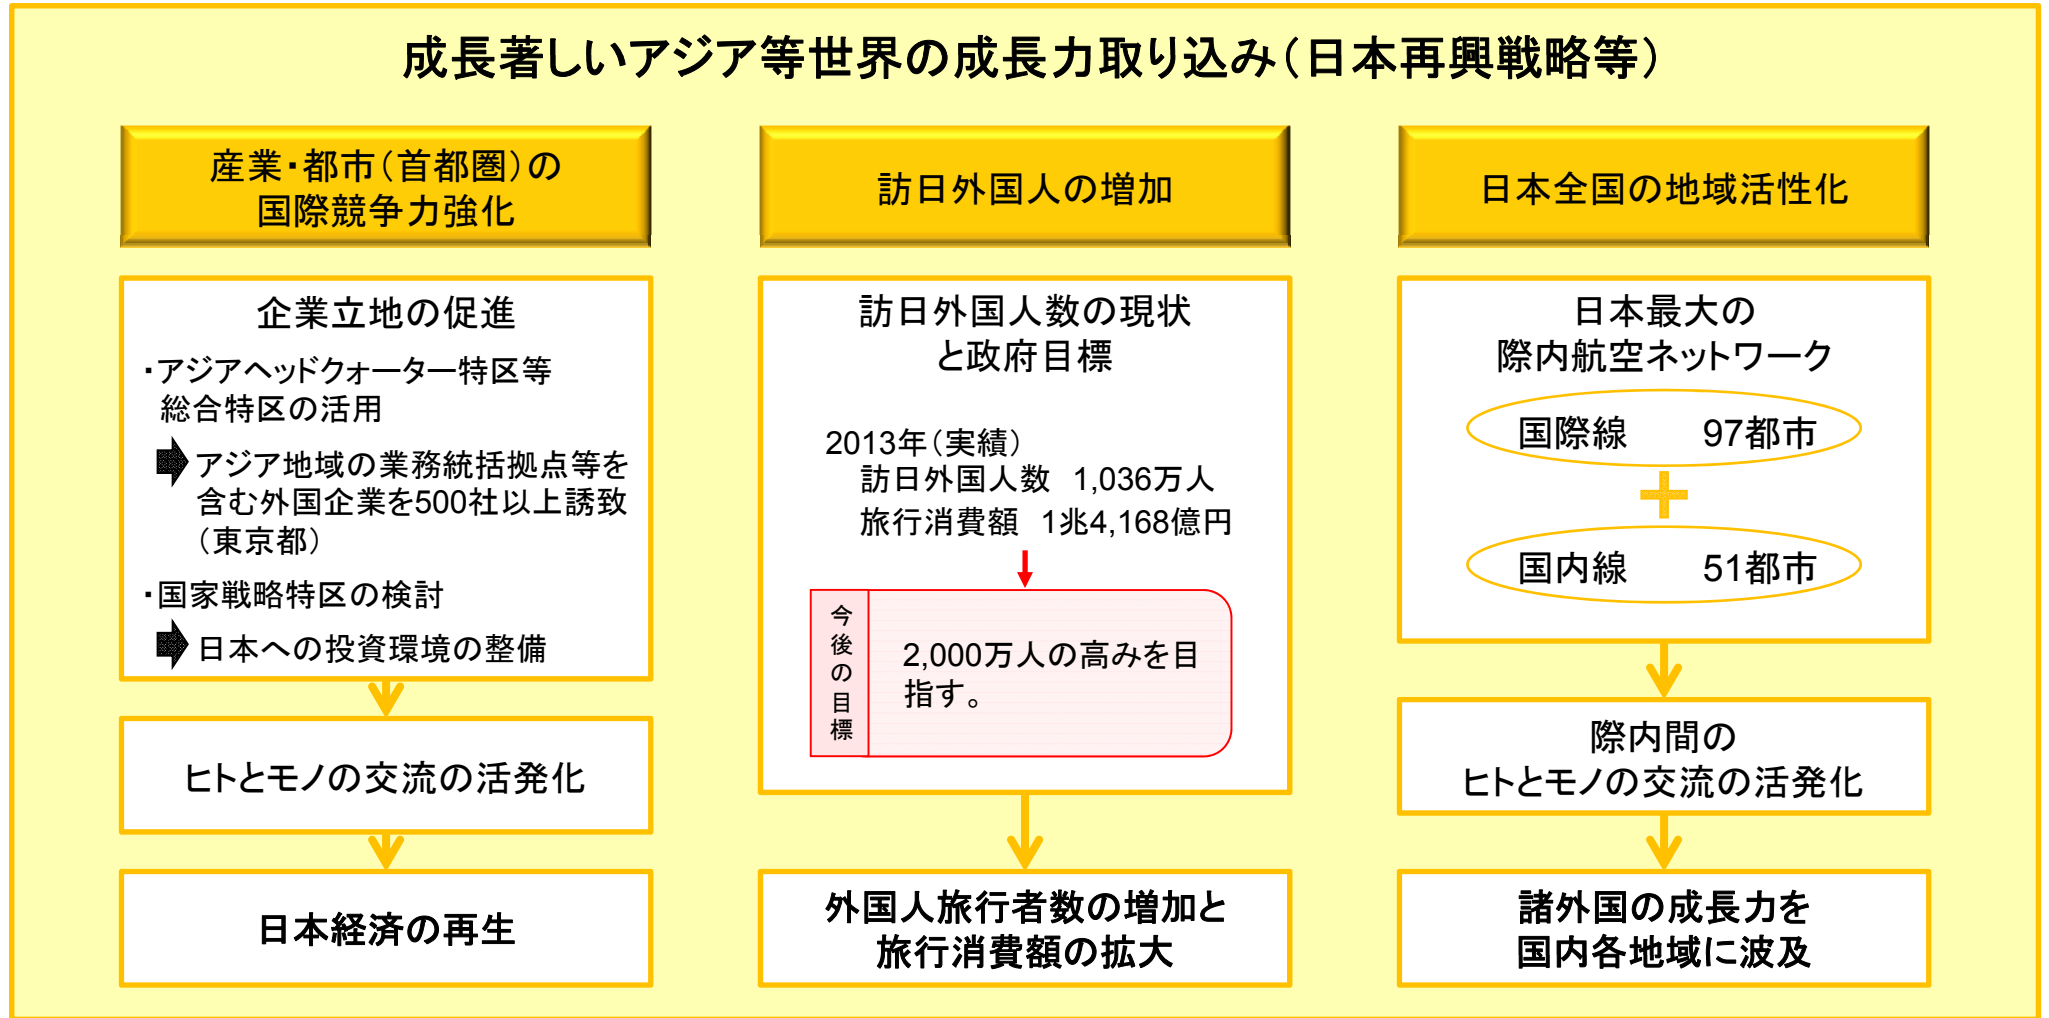 成長著しいアジア等世界の成長力取り込み（日本再興戦略等）
産業・都市（首都圏）の
国際競争力強化
企業立地の促進
・アジアヘッドクォーター特区等
総合特区の活用
アジア地域の業務統括拠点等を
含む外国企業を500社以上誘致
（東京都）
・国家戦略特区の検討
日本への投資環境の整備
ヒトとモノの交流の活発化
日本経済の再生
訪日外国人の増加
訪日外国人数の現状
と政府目標
2013年（実績）
訪日外国人数　1,036万人
旅行消費額　1兆4,168億円
今後の目標
2,000万人の高みを目
指す。
外国人旅行者数の増加と
旅行消費額の拡大
日本全国の地域活性化
日本最大の
際内航空ネットワーク
国際線　　97都市
国内線　　51都市
際内間の
ヒトとモノの交流の活発化
諸外国の成長力を
国内各地域に波及